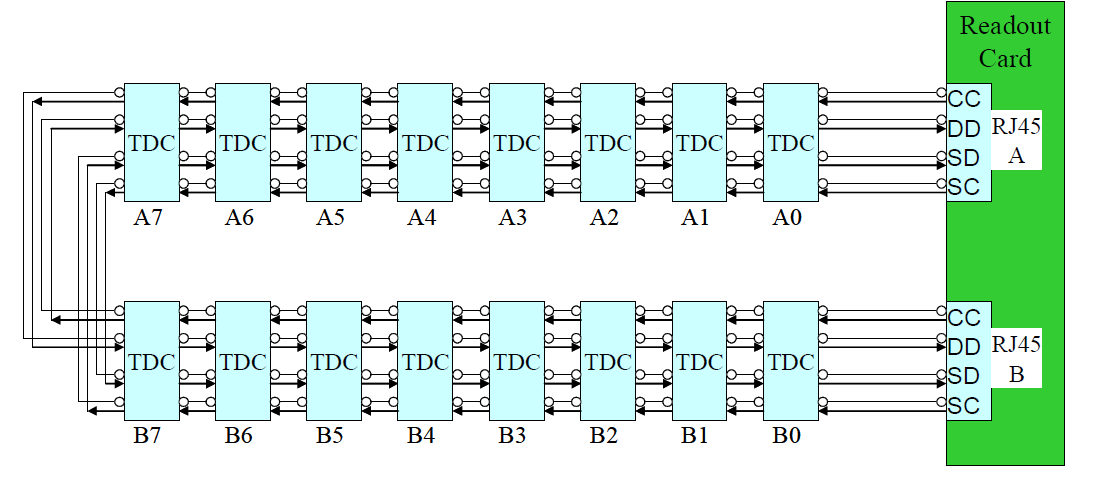 Readout
Card
CC
DD
SD
SC
RJ45
A
TDC TDC TDC TDC TDC TDC TDC TDC
A7 A6 A5 A4 A3 A2 A1 A0
CC
DD
SD
SC
RJ45
B
TDC TDC TDC TDC TDC TDC TDC TDC
B7 B6 B5 B4 B3 B2 B1 B0